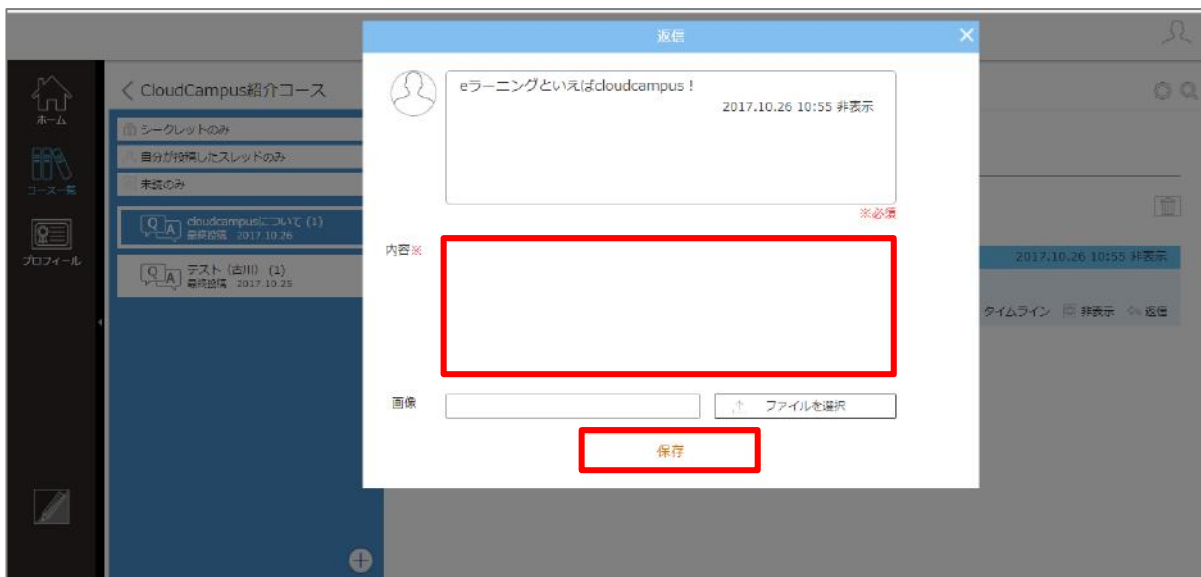 返信
eラーニングといえばcloudcampus！
2017.10.26 10:55 非表示
※必須
内容※
画像
ファイルを選択
保存
ホーム
コース一覧
プロフィール
CloudCampus紹介コース
シークレットのみ
自分が投稿したスレッドのみ
未読のみ
Q A
cloudcampusについて (1)
最終投稿 2017.10.26
Q A
テスト（古川） (1)
最終投稿 2017.10.25
2017.10.26 10:55 非表示
タイムライン 非表示 返信